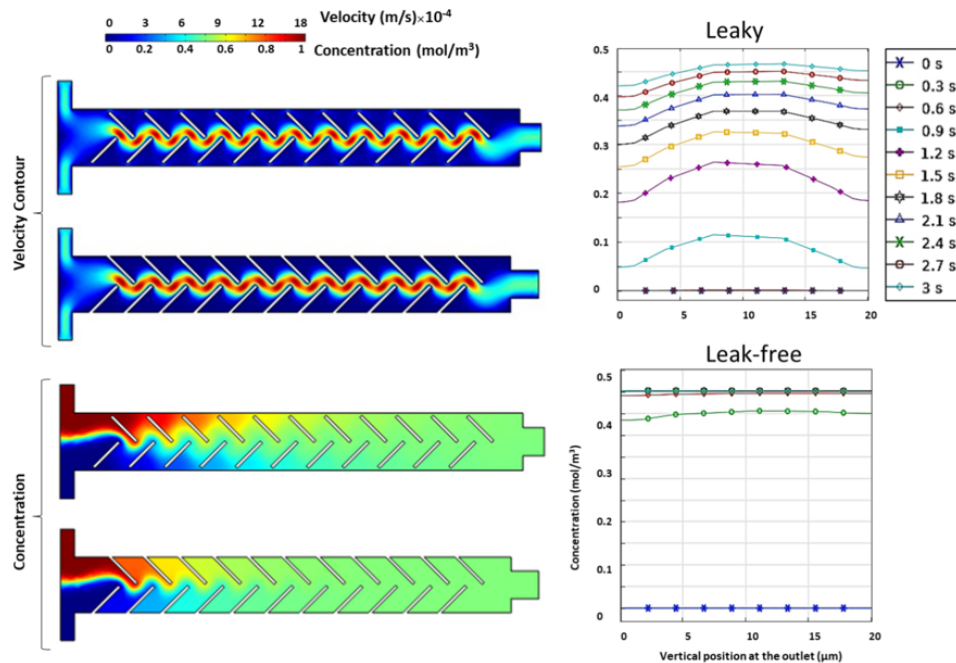 Velocity (m/s)×10⁻⁴
0 3 6 9 12 18
0 0.2 0.4 0.6 0.8 1
Concentration (mol/m³)
Velocity Contour
Concentration
Leaky
0.5
0.4
0.3
0.2
0.1
0
0 5 10 15 20
0 s
0.3 s
0.6 s
0.9 s
1.2 s
1.5 s
1.8 s
2.1 s
2.4 s
2.7 s
3 s
Leak-free
Concentration (mol/m³)
0.5
0.4
0.3
0.2
0.1
0
0 5 10 15 20
Vertical position at the outlet (µm)